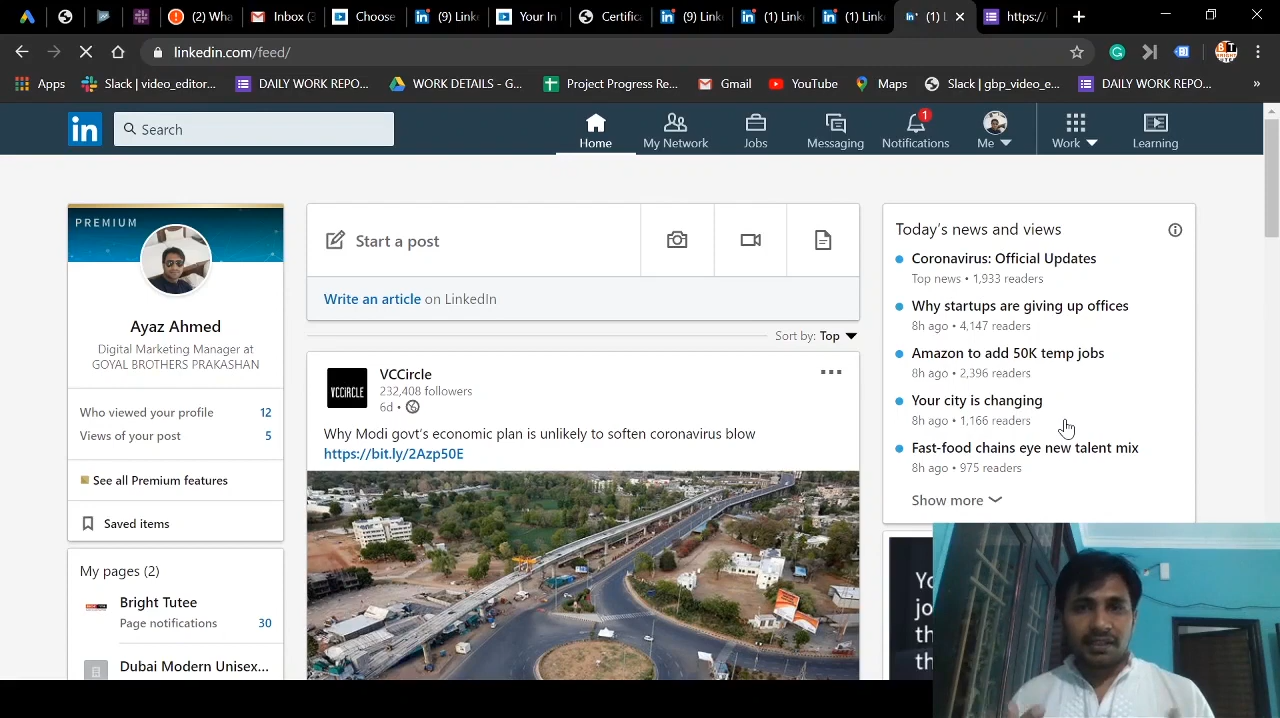 (2) Wha
Inbox (3
Choose
(9) Link
Your In
Certifica
(9) Link
(1) Link
(1) Link
(1) L
https://
linkedin.com/feed/
Apps
Slack | video_editor...
DAILY WORK REPO...
WORK DETAILS - G...
Project Progress Re...
Gmail
YouTube
Maps
Slack | gbp_video_e...
DAILY WORK REPO...
»
in
Search
Home
My Network
Jobs
Messaging
1
Notifications
Me
Work
Learning
PREMIUM
Ayaz Ahmed
Digital Marketing Manager at
GOYAL BROTHERS PRAKASHAN
Who viewed your profile 12
Views of your post 5
See all Premium features
Saved items
My pages (2)
Bright Tutee
Page notifications 30
Dubai Modern Unisex...
Start a post
Write an article on LinkedIn
Sort by: Top
VCCIRCLE
VCCircle
232,408 followers
6d •
Why Modi govt's economic plan is unlikely to soften coronavirus blow
https://bit.ly/2Azp50E
Today's news and views
Coronavirus: Official Updates
Top news • 1,933 readers
Why startups are giving up offices
8h ago • 4,147 readers
Amazon to add 50K temp jobs
8h ago • 2,396 readers
Your city is changing
8h ago • 1,166 readers
Fast-food chains eye new talent mix
8h ago • 975 readers
Show more
Yo
jo
th
th